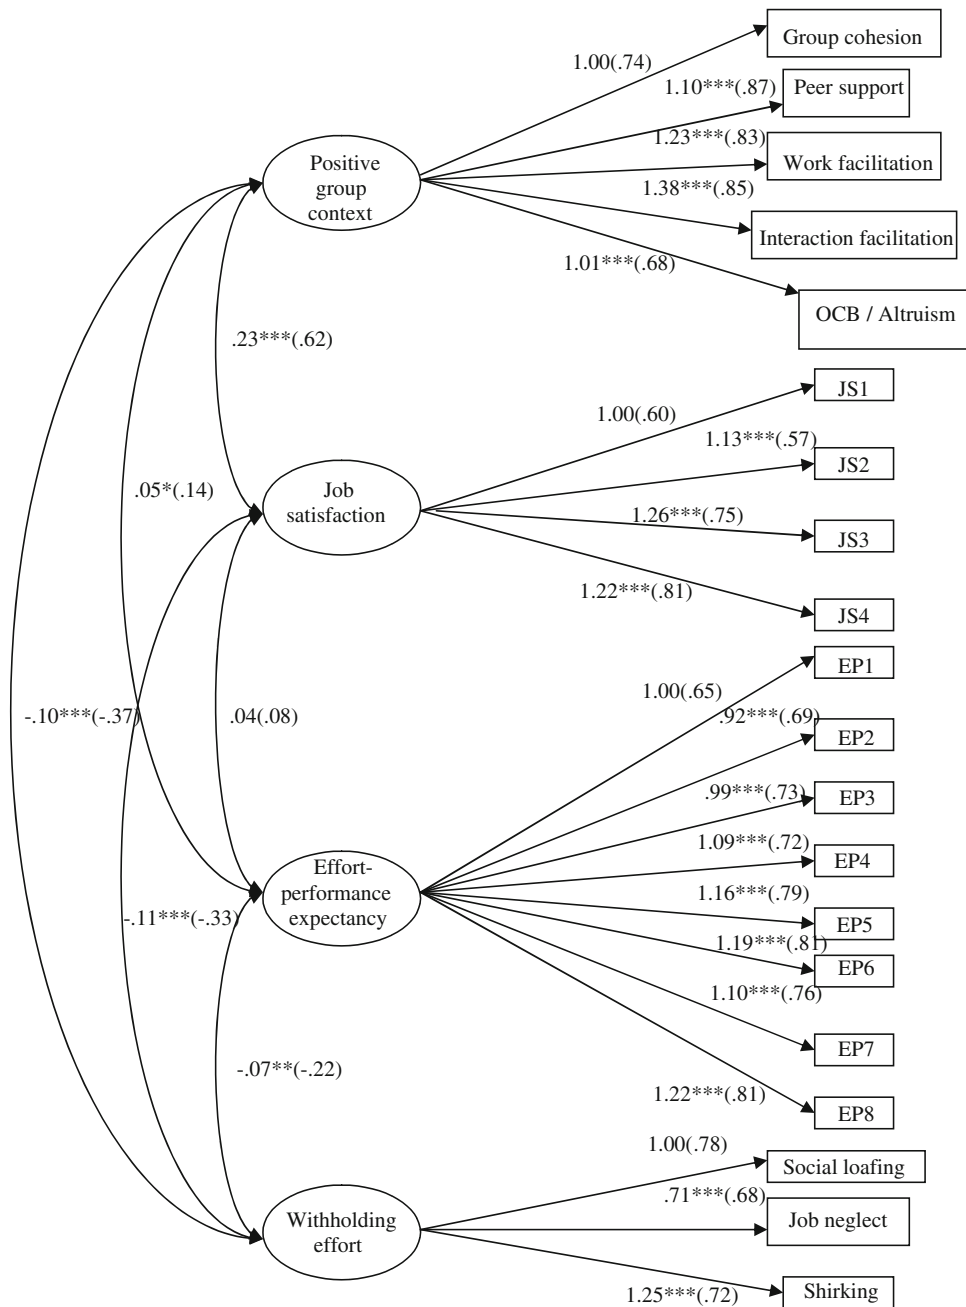 Group cohesion
1.00(.74)
1.10***(.87)
Peer support
1.23***(.83)
Work facilitation
Positive
group
context
1.38***(.85)
Interaction facilitation
1.01***(.68)
OCB / Altruism
.23***(.62)
JS1
1.00(.60)
1.13***(.57)
JS2
.05*(.14)
Job
satisfaction
1.26***(.75)
JS3
1.22***(.81)
JS4
EP1
1.00(.65)
-.10***(-.37)
.04(.08)
.92***(.69)
EP2
.99***(.73)
EP3
1.09***(.72)
EP4
Effort-
performance
expectancy
1.16***(.79)
-.11***(-.33)
EP5
1.19***(.81)
EP6
1.10***(.76)
EP7
-.07**(-.22)
1.22***(.81)
EP8
1.00(.78)
Social loafing
.71***(.68)
Withholding
effort
Job neglect
1.25***(.72)
Shirking